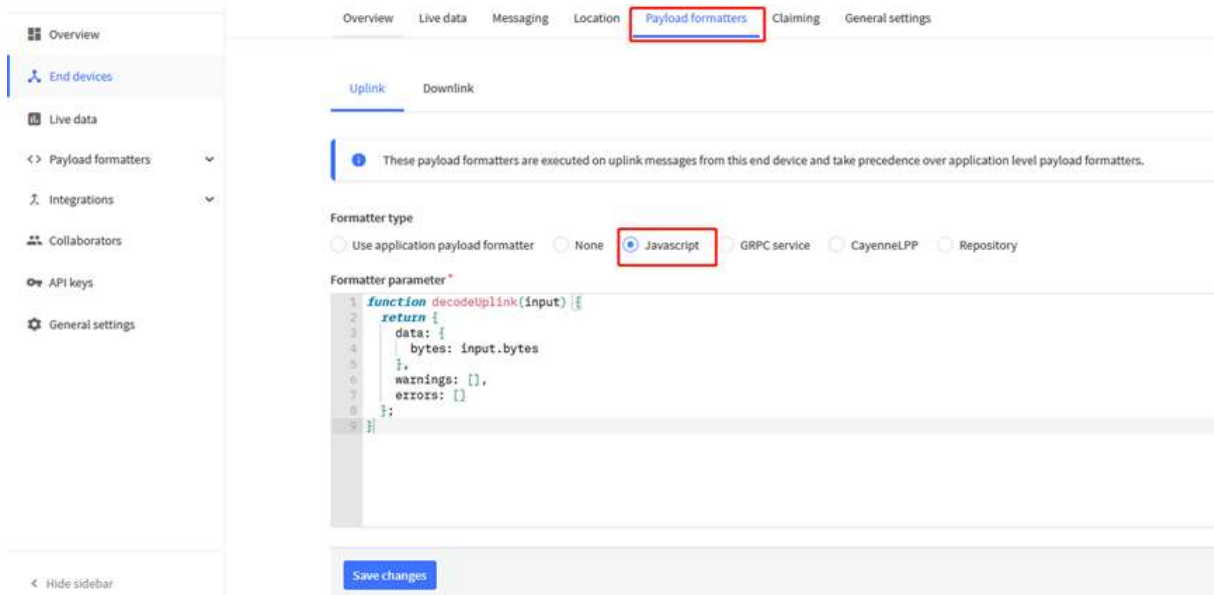 Overview
End devices
Live data
<> Payload formatters
Integrations
Collaborators
API keys
General settings
< Hide sidebar
Overview Live data Messaging Location Payload formatters Claiming General settings
Uplink Downlink
These payload formatters are executed on uplink messages from this end device and take precedence over application level payload formatters.
Formatter type
Use application payload formatter None Javascript GRPC service CayenneLPP Repository
Formatter parameter*
1 function decodeUplink(input) {
2 return {
3 data: {
4 bytes: input.bytes
5 },
6 warnings: [],
7 errors: []
8 };
9 }
Save changes